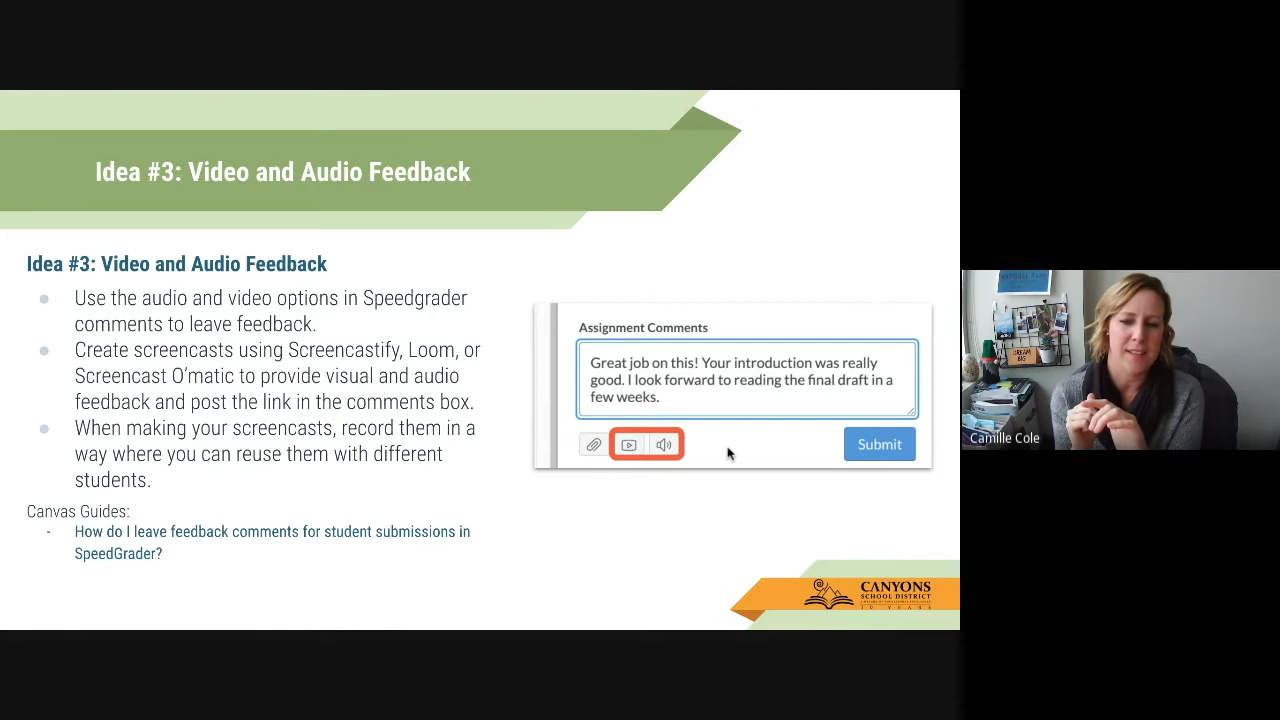 Idea #3: Video and Audio Feedback
Idea #3: Video and Audio Feedback
Use the audio and video options in Speedgrader
comments to leave feedback.
Create screencasts using Screencastify, Loom, or
Screencast O'matic to provide visual and audio
feedback and post the link in the comments box.
When making your screencasts, record them in a
way where you can reuse them with different
students.
Canvas Guides:
- How do I leave feedback comments for student submissions in
SpeedGrader?
Assignment Comments
Great job on this! Your introduction was really
good. I look forward to reading the final draft in a
few weeks.
Submit
CANYONS
SCHOOL DISTRICT
10 YEARS
DREAM
BIG
Camille Cole